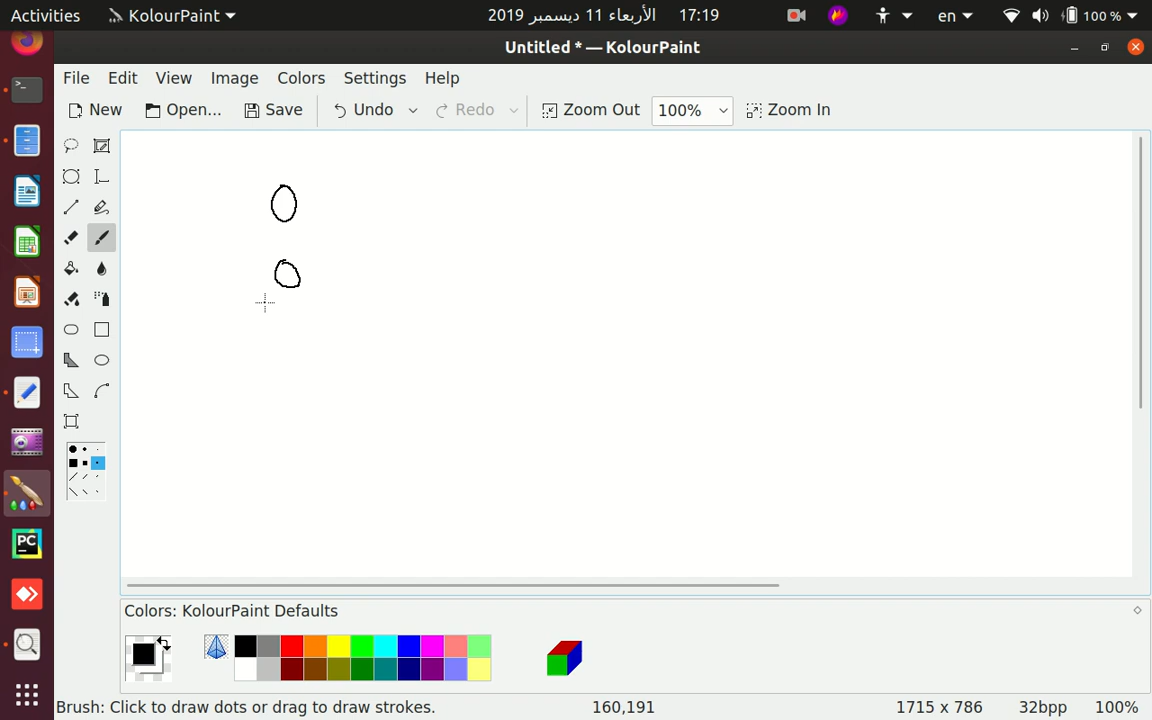 Activities KolourPaint الأربعاء 11 ديسمبر 2019 17:19 en 100 %
Untitled * — KolourPaint
File Edit View Image Colors Settings Help
New Open... Save Undo Redo Zoom Out 100% Zoom In
PC
Colors: KolourPaint Defaults
Brush: Click to draw dots or drag to draw strokes. 160,191 1715 x 786 32bpp 100%